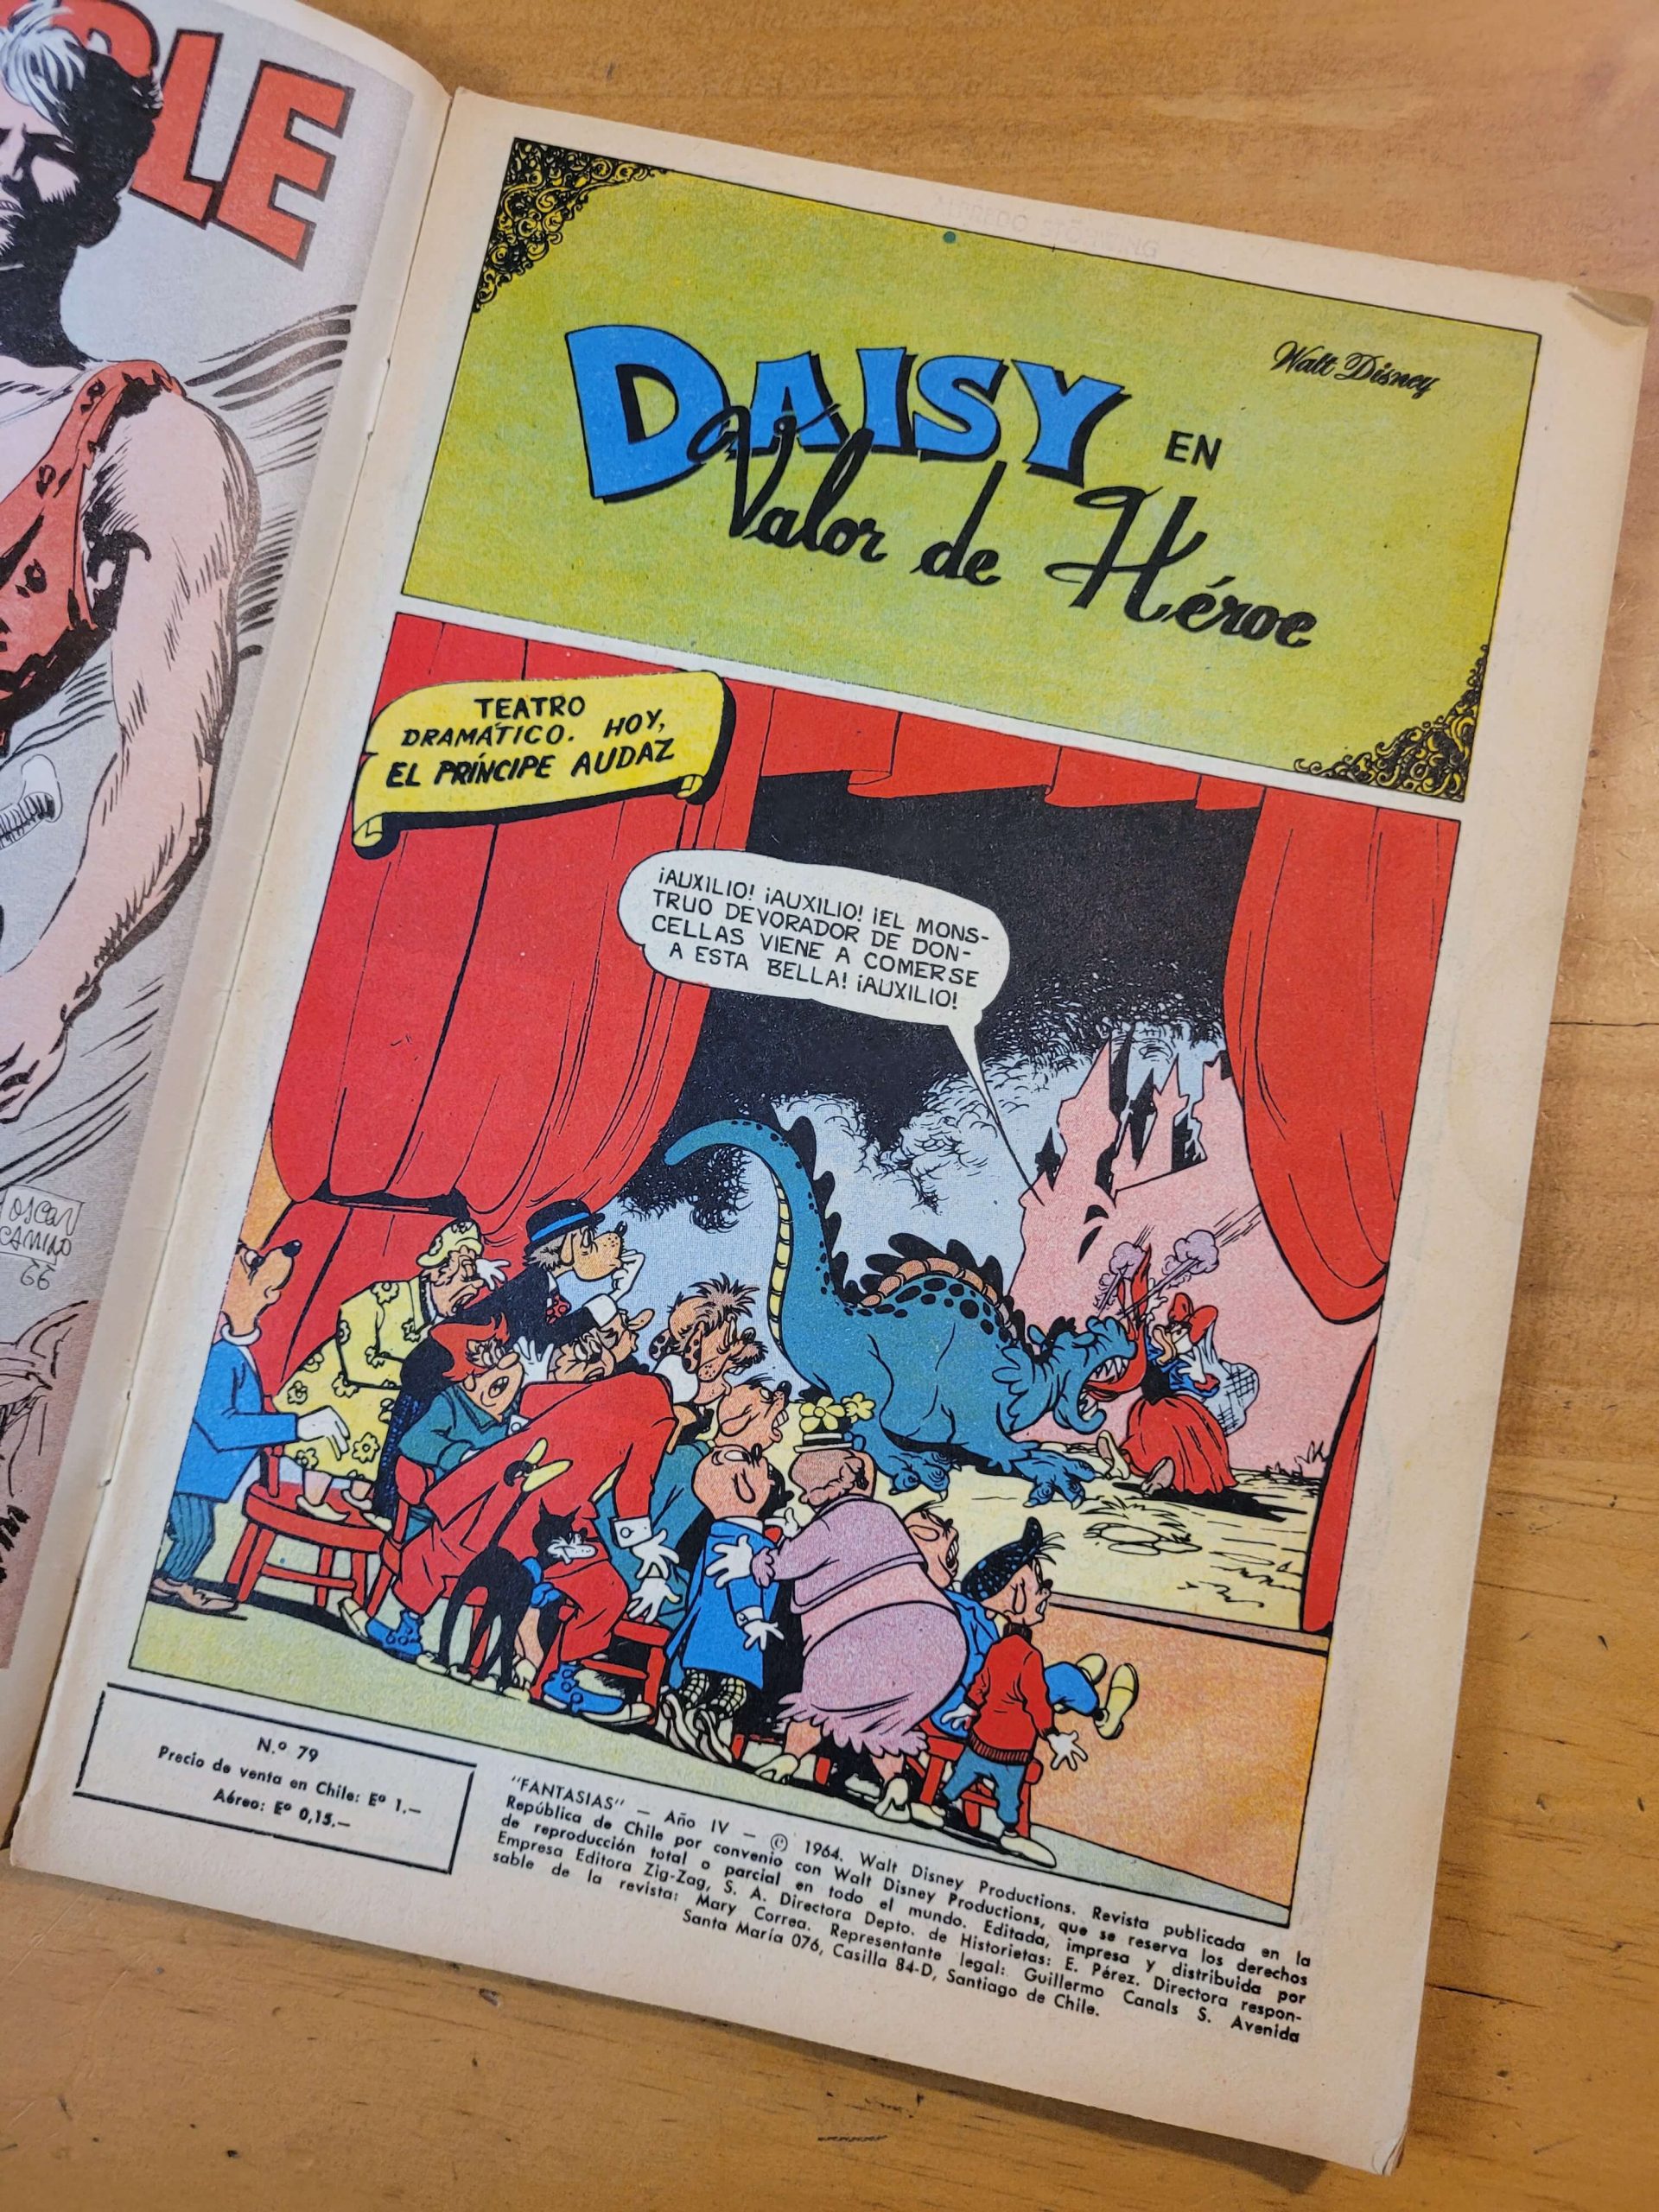 OSCAR
CAMINO
66
Walt Disney
DAISY EN
Valor de Héroe
TEATRO
DRAMÁTICO. HOY,
EL PRÍNCIPE AUDAZ
¡AUXILIO! ¡AUXILIO! ¡EL MONS-
TRUO DEVORADOR DE DON-
CELLAS VIENE A COMERSE
A ESTA BELLA! ¡AUXILIO!
N.º 79
Precio de venta en Chile: Eº 1.—
Aéreo: Eº 0,15.—
"FANTASIAS" — Año IV — © 1964. Walt Disney Productions. Revista publicada en la
República de Chile por convenio con Walt Disney Productions, que se reserva los derechos
de reproducción total o parcial en todo el mundo. Editada, impresa y distribuida por
Empresa Editora Zig-Zag, S. A. Directora Depto. de Historietas: E. Pérez. Directora respon-
sable de la revista: Mary Correa. Representante legal: Guillermo Canals S. Avenida
Santa María 076, Casilla 84-D, Santiago de Chile.